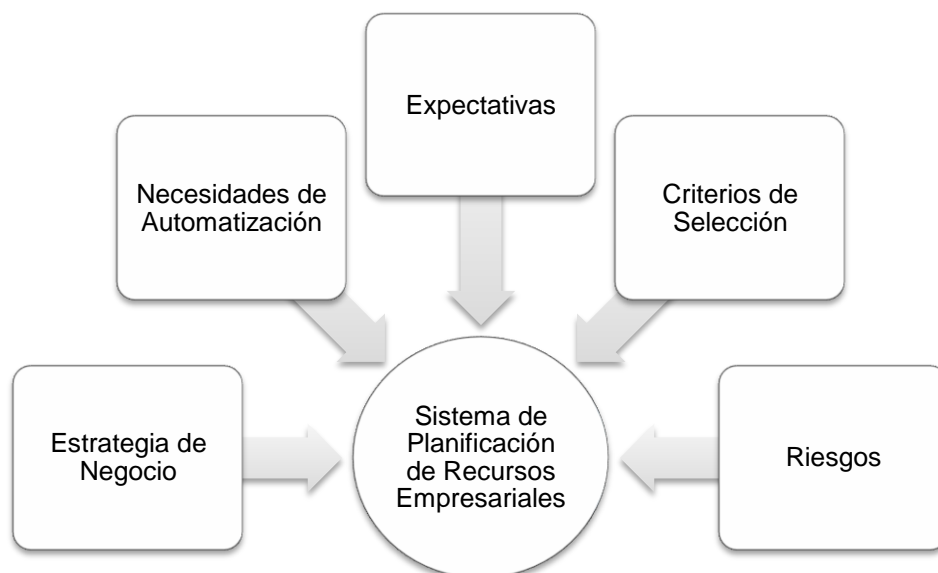 Expectativas
Necesidades de
Automatización
Criterios de
Selección
Estrategia de
Negocio
Sistema de
Planificación
de Recursos
Empresariales
Riesgos